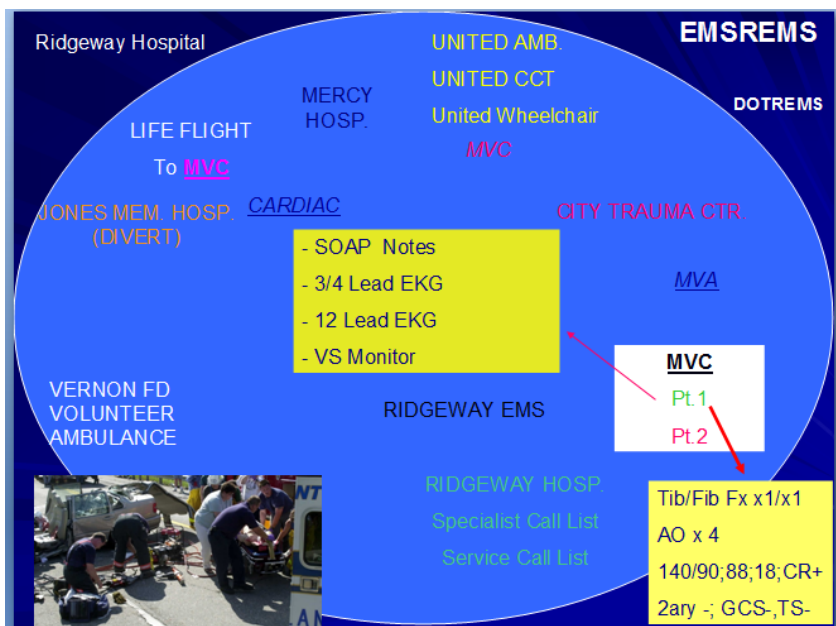 Ridgeway Hospital
EMSREMS
DOTREMS
UNITED AMB.
UNITED CCT
United Wheelchair
MVC
MERCY
HOSP.
LIFE FLIGHT
To MVC
JONES MEM. HOSP.
(DIVERT)
CARDIAC
CITY TRAUMA CTR.
- SOAP Notes
- 3/4 Lead EKG
- 12 Lead EKG
- VS Monitor
MVA
MVC
Pt.1
Pt.2
VERNON FD
VOLUNTEER
AMBULANCE
RIDGEWAY EMS
RIDGEWAY HOSP.
Specialist Call List
Service Call List
Tib/Fib Fx x1/x1
AO x 4
140/90;88;18;CR+
2ary -; GCS-,TS-